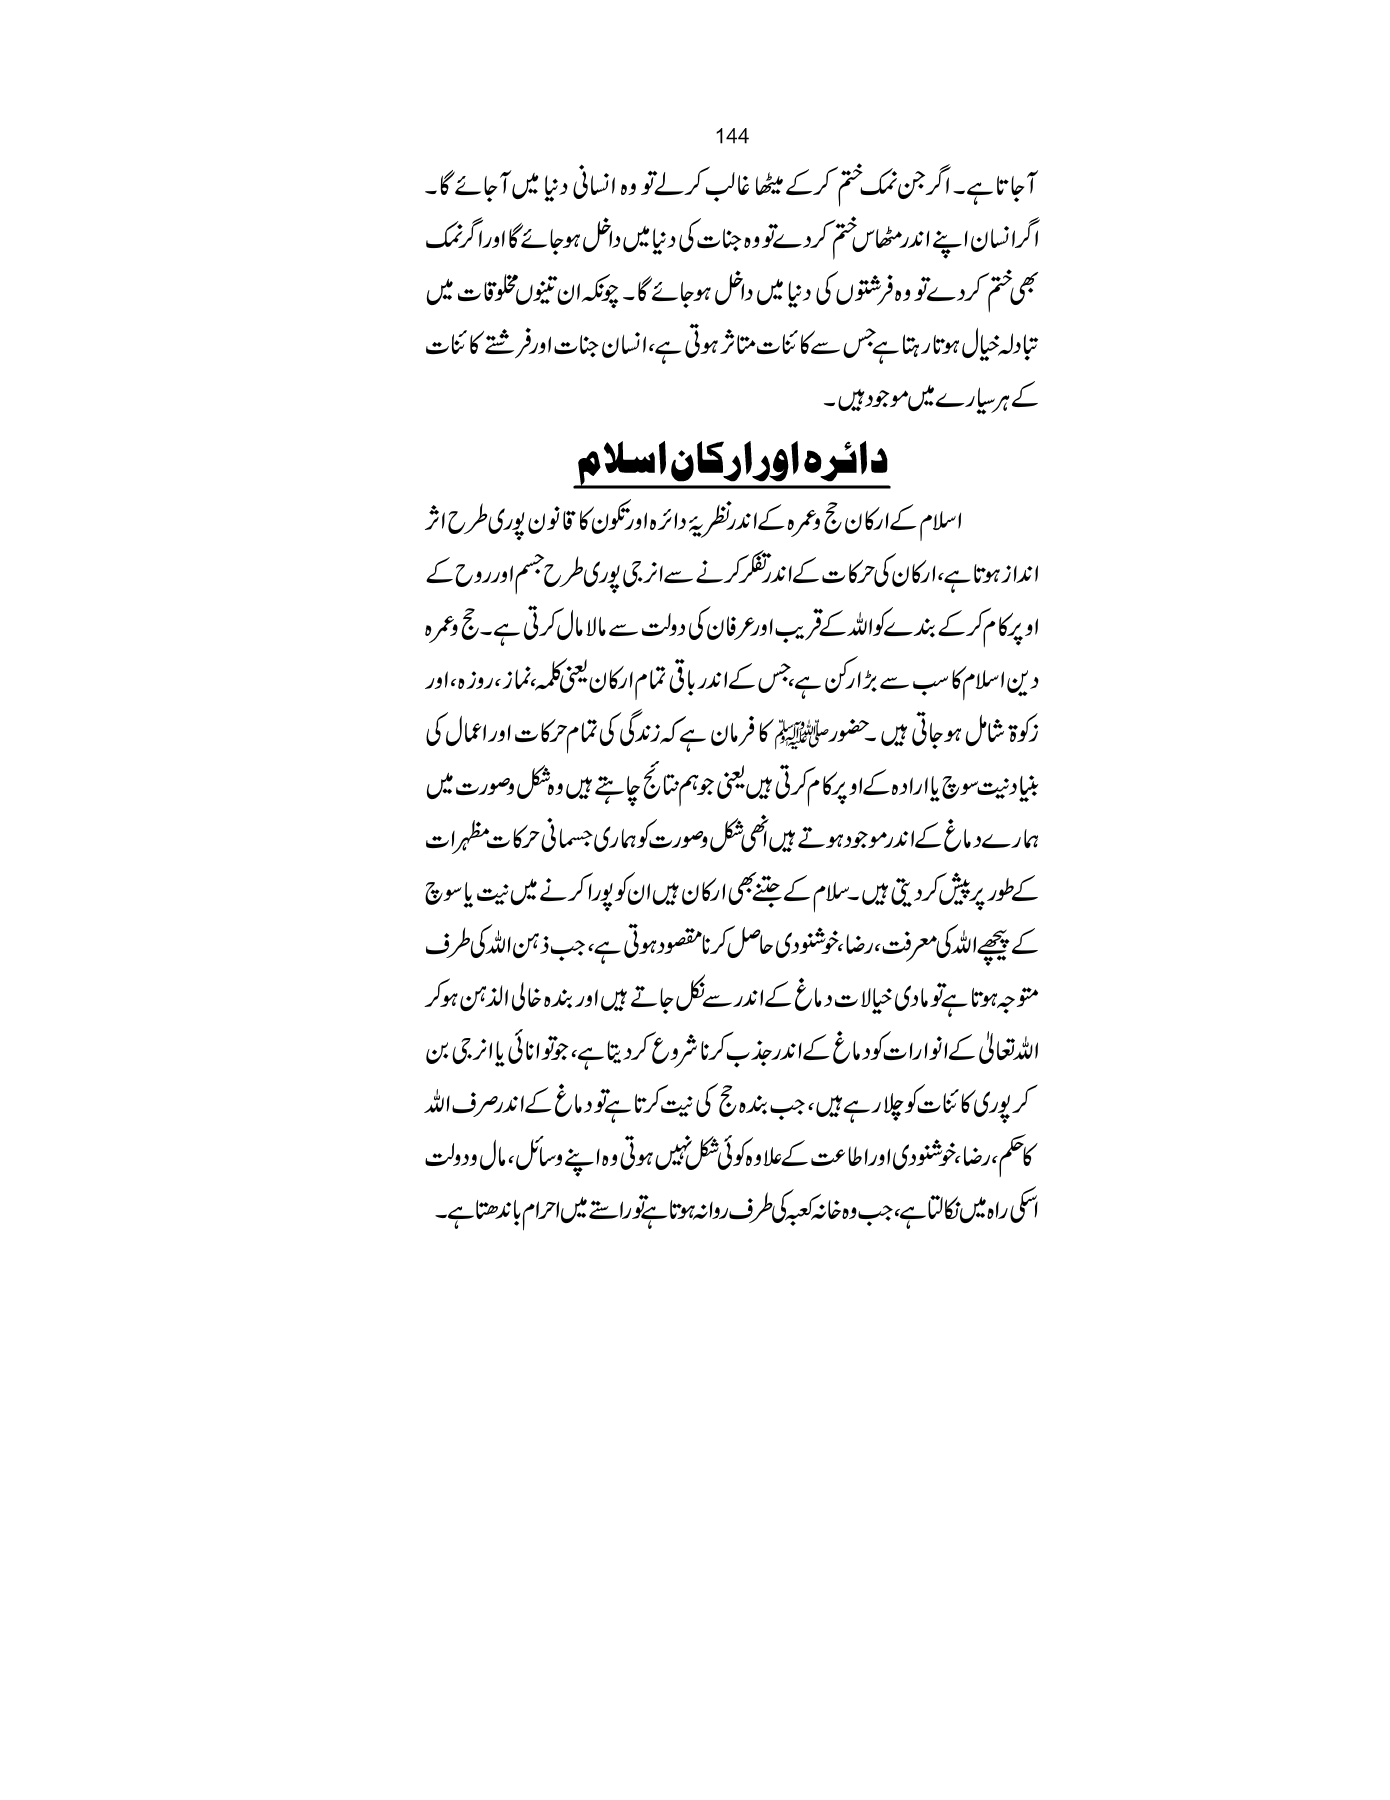 144
آجاتا ہے۔ اگر جن نمک ختم کر کے میٹھا غالب کرلے تو وہ انسانی دنیا میں آجائے گا۔
اگر انسان اپنے اندر مٹھاس ختم کردے تو وہ جنات کی دنیا میں داخل ہوجائے گا اور اگر نمک
بھی ختم کردے تو وہ فرشتوں کی دنیا میں داخل ہوجائے گا۔ چونکہ ان تینوں مخلوقات میں
تبادلہ خیال ہوتا رہتا ہے جس سے کائنات متاثر ہوتی ہے، انسان جنات اور فرشتے کائنات
کے ہر سیارے میں موجود ہیں۔
دائرہ اور ارکان اسلام
اسلام کے ارکان حج وعمرہ کے اندر نظریۂ دائرہ اور تکون کا قانون پوری طرح اثر
انداز ہوتا ہے، ارکان کی حرکات کے اندر تفکر کرنے سے انرجی پوری طرح جسم اور روح کے
اوپر کام کر کے بندے کو اللہ کے قریب اور عرفان کی دولت سے مالا مال کرتی ہے۔ حج وعمرہ
دین اسلام کا سب سے بڑا رکن ہے، جس کے اندر باقی تمام ارکان یعنی کلمہ، نماز، روزہ، اور
زکوۃ شامل ہو جاتی ہیں۔ حضورﷺ کا فرمان ہے کہ زندگی کی تمام حرکات اور اعمال کی
بنیاد نیت سوچ یا ارادہ کے اوپر کام کرتی ہیں یعنی جو ہم نتائج چاہتے ہیں وہ شکل وصورت میں
ہمارے دماغ کے اندر موجود ہوتے ہیں انھی شکل وصورت کو ہماری جسمانی حرکات مظہرات
کے طور پر پیش کر دیتی ہیں۔ سلام کے جتنے بھی ارکان ہیں ان کو پورا کرنے میں نیت یا سوچ
کے پیچھے اللہ کی معرفت، رضا، خوشنودی حاصل کرنا مقصود ہوتی ہے، جب ذہن اللہ کی طرف
متوجہ ہوتا ہے تو مادی خیالات دماغ کے اندر سے نکل جاتے ہیں اور بندہ خالی الذہن ہوکر
اللہ تعالیٰ کے انوارات کو دماغ کے اندر جذب کرنا شروع کردیتا ہے، جو توانائی یا انرجی بن
کر پوری کائنات کو چلا رہے ہیں، جب بندہ حج کی نیت کرتا ہے تو دماغ کے اندر صرف اللہ
کا حکم، رضا، خوشنودی اور اطاعت کے علاوہ کوئی شکل نہیں ہوتی وہ اپنے وسائل، مال ودولت
اسکی راہ میں نکالتا ہے، جب وہ خانہ کعبہ کی طرف روانہ ہوتا ہے تو راستے میں احرام باندھتا ہے۔